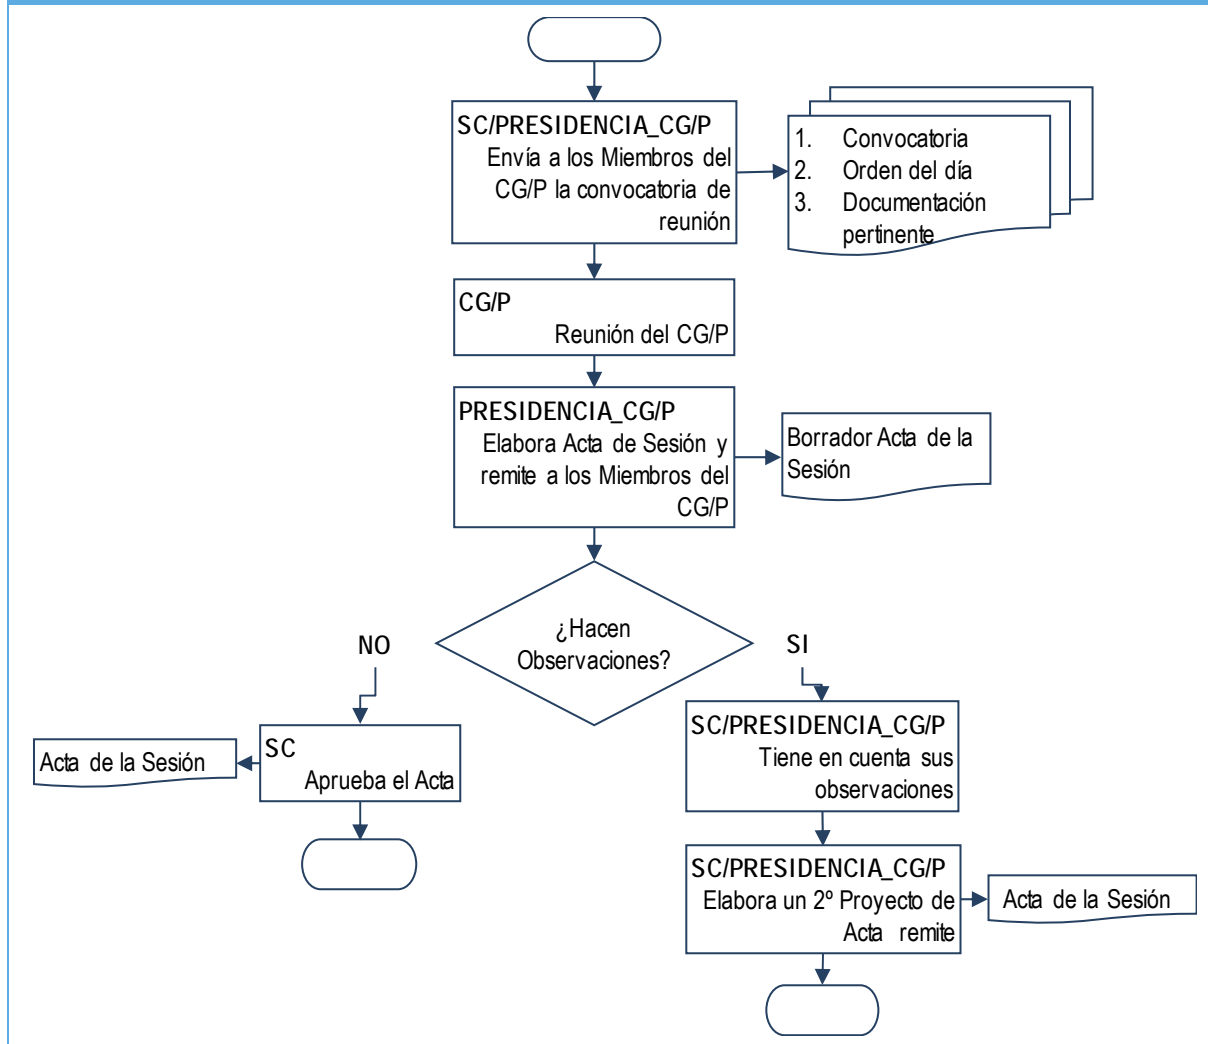 SC/PRESIDENCIA_CG/P
Envía a los Miembros del
CG/P la convocatoria de
reunión
1. Convocatoria
2. Orden del día
3. Documentación
pertinente
CG/P
Reunión del CG/P
PRESIDENCIA_CG/P
Elabora Acta de Sesión y
remite a los Miembros del
CG/P
Borrador Acta de la
Sesión
¿Hacen
Observaciones?
NO
SI
SC
Aprueba el Acta
Acta de la Sesión
SC/PRESIDENCIA_CG/P
Tiene en cuenta sus
observaciones
SC/PRESIDENCIA_CG/P
Elabora un 2º Proyecto de
Acta remite
Acta de la Sesión